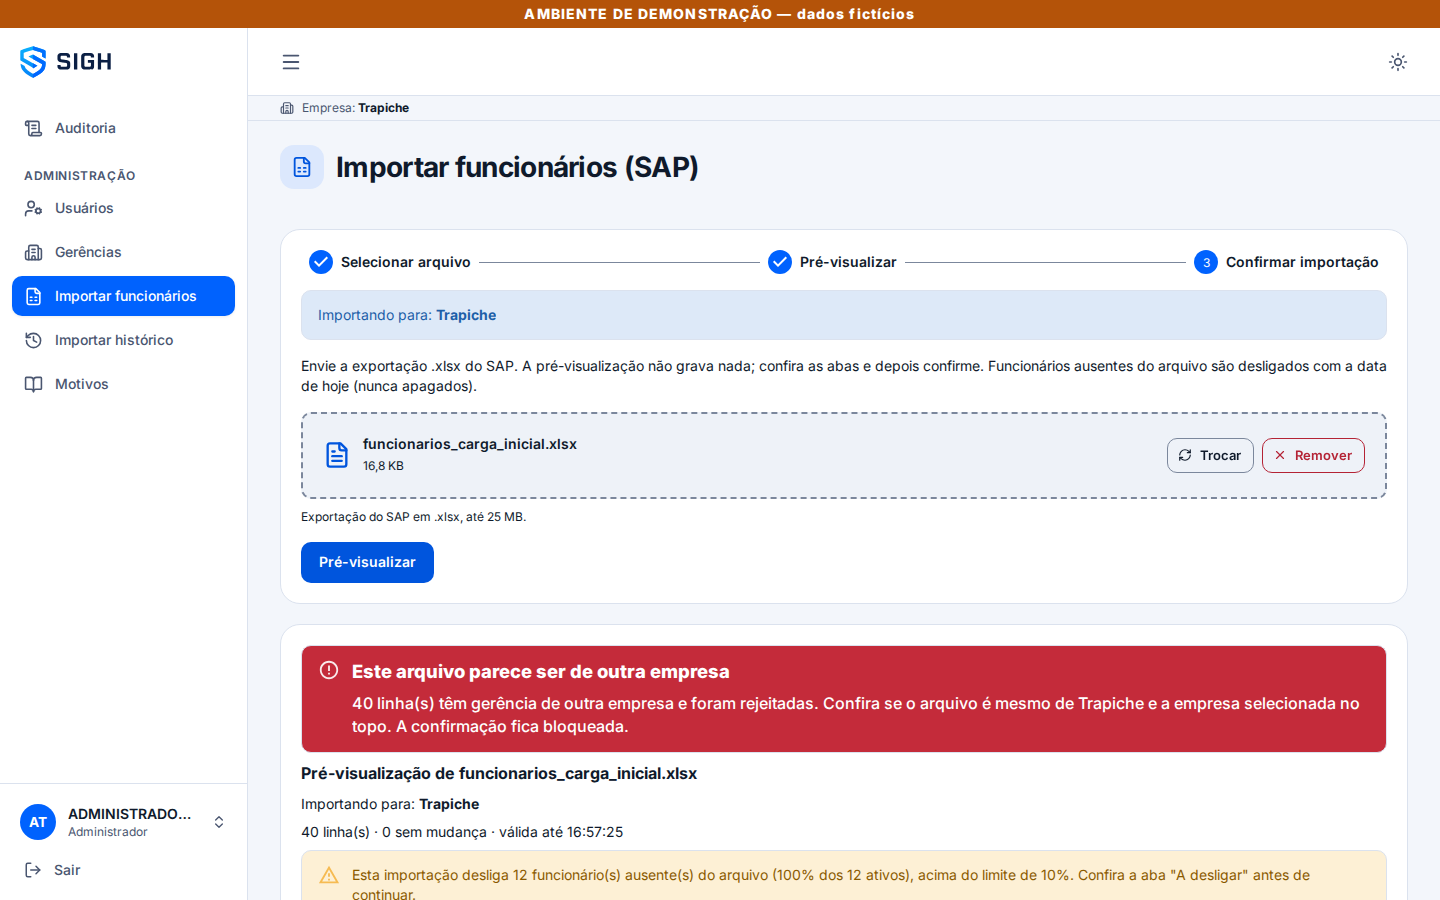 AMBIENTE DE DEMONSTRAÇÃO — dados fictícios
SIGH
Auditoria
ADMINISTRAÇÃO
Usuários
Gerências
Importar funcionários
Importar histórico
Motivos
ADMINISTRADO...
AT
Administrador
Sair
Empresa: Trapiche
Importar funcionários (SAP)
Selecionar arquivo
Pré-visualizar
3 Confirmar importação
Importando para: Trapiche
Envie a exportação .xlsx do SAP. A pré-visualização não grava nada; confira as abas e depois confirme. Funcionários ausentes do arquivo são desligados com a data
de hoje (nunca apagados).
funcionarios_carga_inicial.xlsx
16,8 KB
Trocar
Remover
Exportação do SAP em .xlsx, até 25 MB.
Pré-visualizar
Este arquivo parece ser de outra empresa
40 linha(s) têm gerência de outra empresa e foram rejeitadas. Confira se o arquivo é mesmo de Trapiche e a empresa selecionada no
topo. A confirmação fica bloqueada.
Pré-visualização de funcionarios_carga_inicial.xlsx
Importando para: Trapiche
40 linha(s) · 0 sem mudança · válida até 16:57:25
Esta importação desliga 12 funcionário(s) ausente(s) do arquivo (100% dos 12 ativos), acima do limite de 10%. Confira a aba "A desligar" antes de
continuar.